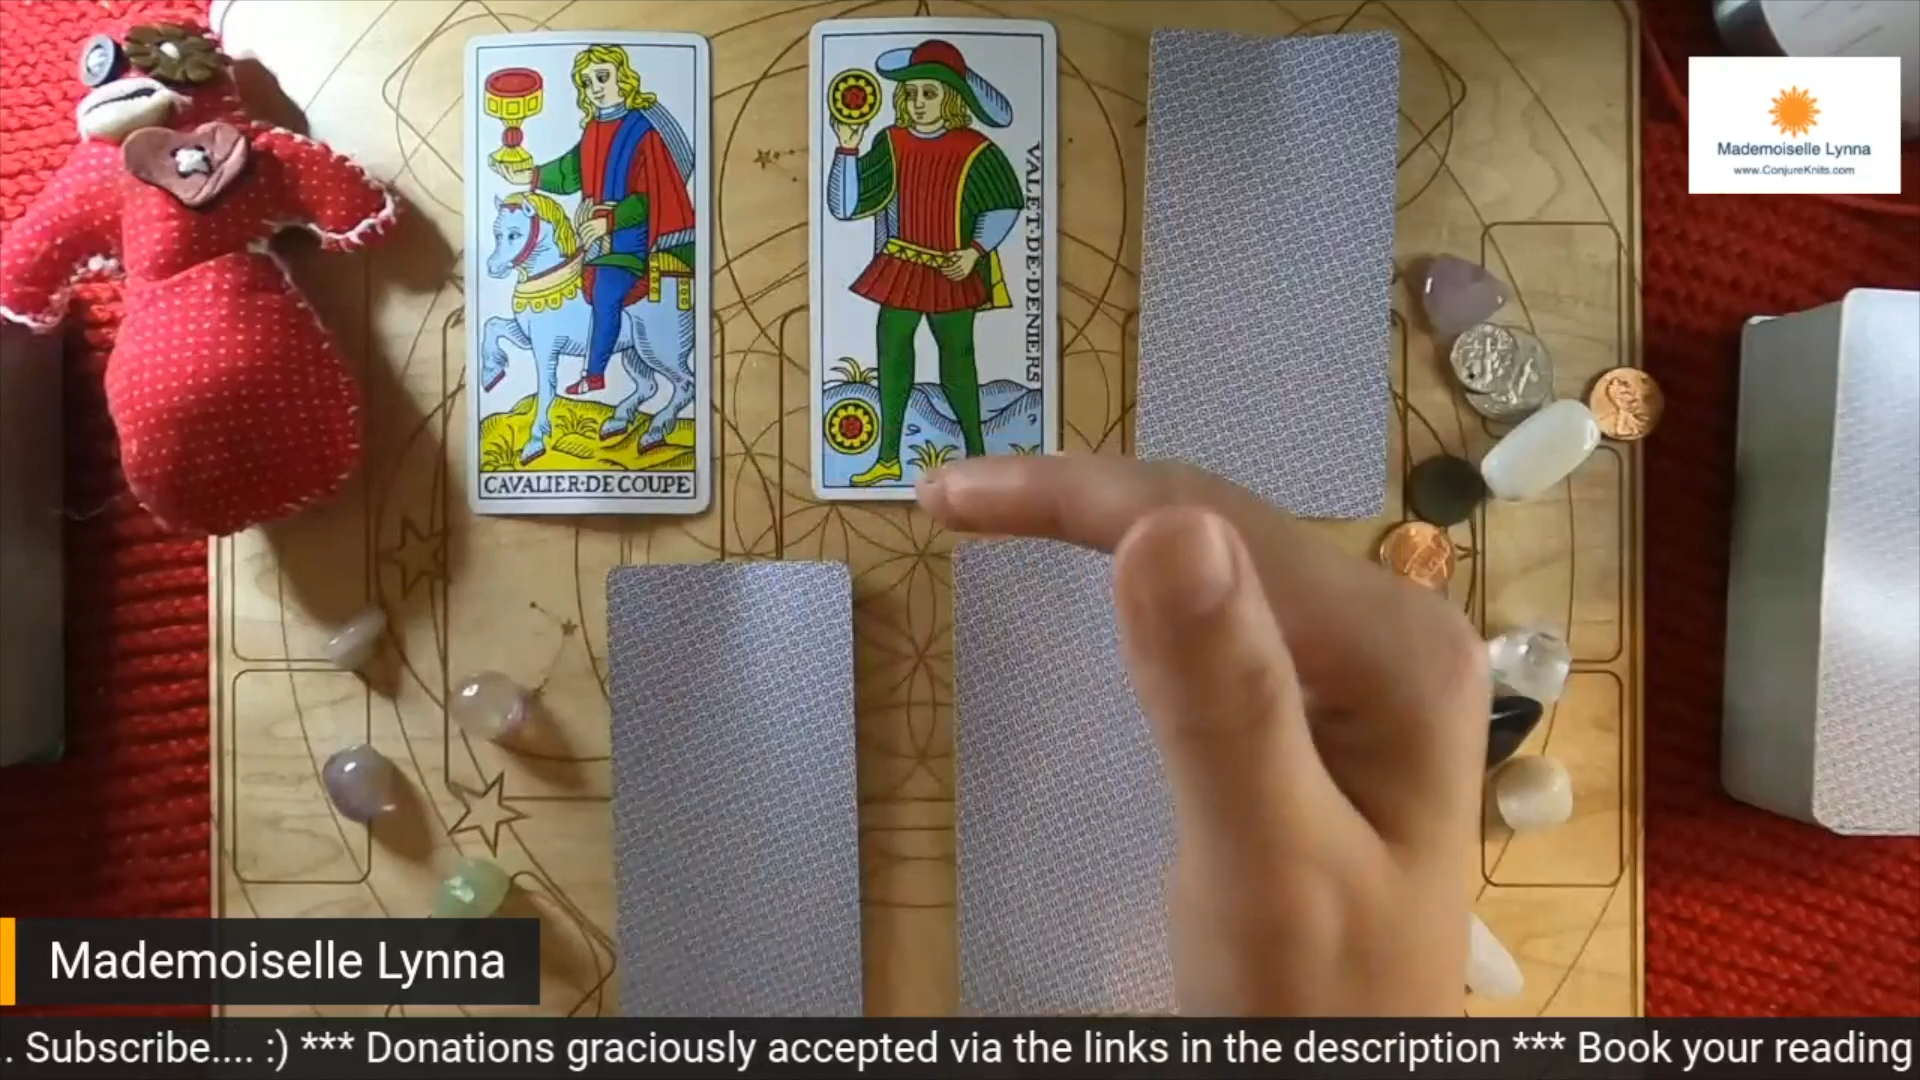 Mademoiselle Lynna
www.ConjureKnits.com
VALET·DE·DENIERS
CAVALIER·DE COUPE
Mademoiselle Lynna
. Subscribe.... :) *** Donations graciously accepted via the links in the description *** Book your reading